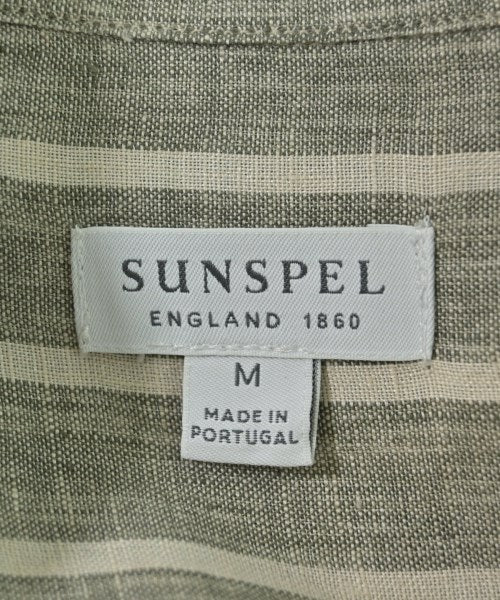 SUNSPEL
ENGLAND 1860
M
MADE IN
PORTUGAL